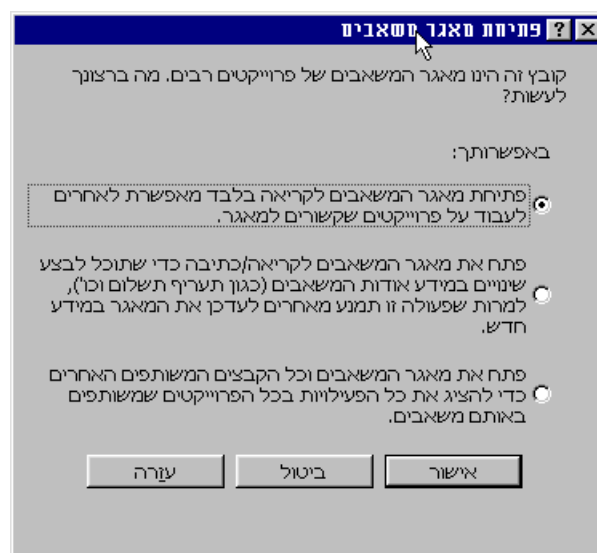 פתיחת מאגר משאבים
קובץ זה הינו מאגר המשאבים של פרוייקטים רבים. מה ברצונך
לעשות?
באפשרותך:
פתיחת מאגר המשאבים לקריאה בלבד מאפשרת לאחרים
לעבוד על פרוייקטים שקשורים למאגר.
פתח את מאגר המשאבים לקריאה/כתיבה כדי שתוכל לבצע
שינויים במידע אודות המשאבים (כגון תעריף תשלום וכו'),
למרות שפעולה זו תמנע מאחרים לעדכן את המאגר במידע
חדש.
פתח את מאגר המשאבים וכל הקבצים המשותפים האחרים
כדי להציג את כל הפעילויות בכל הפרוייקטים שמשותפים
באותם משאבים.
אישור
ביטול
עזרה